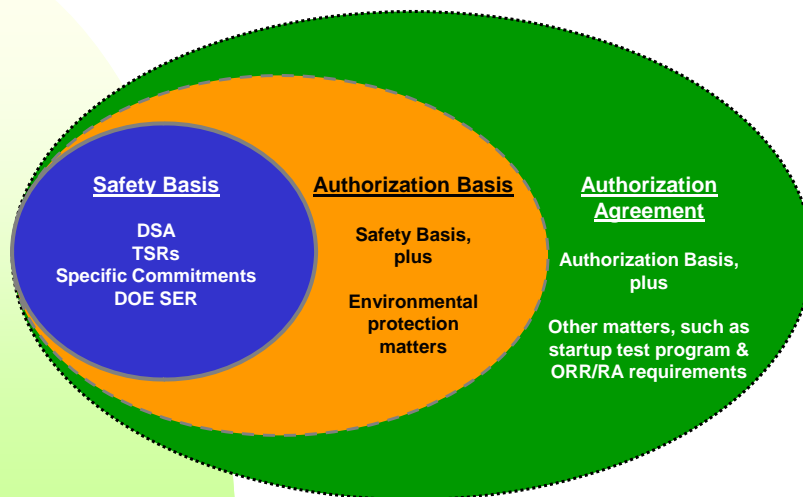 Safety Basis
DSA
TSRs
Specific Commitments
DOE SER
Authorization Basis
Safety Basis,
plus
Environmental
protection
matters
Authorization
Agreement
Authorization Basis,
plus
Other matters, such as
startup test program &
ORR/RA requirements